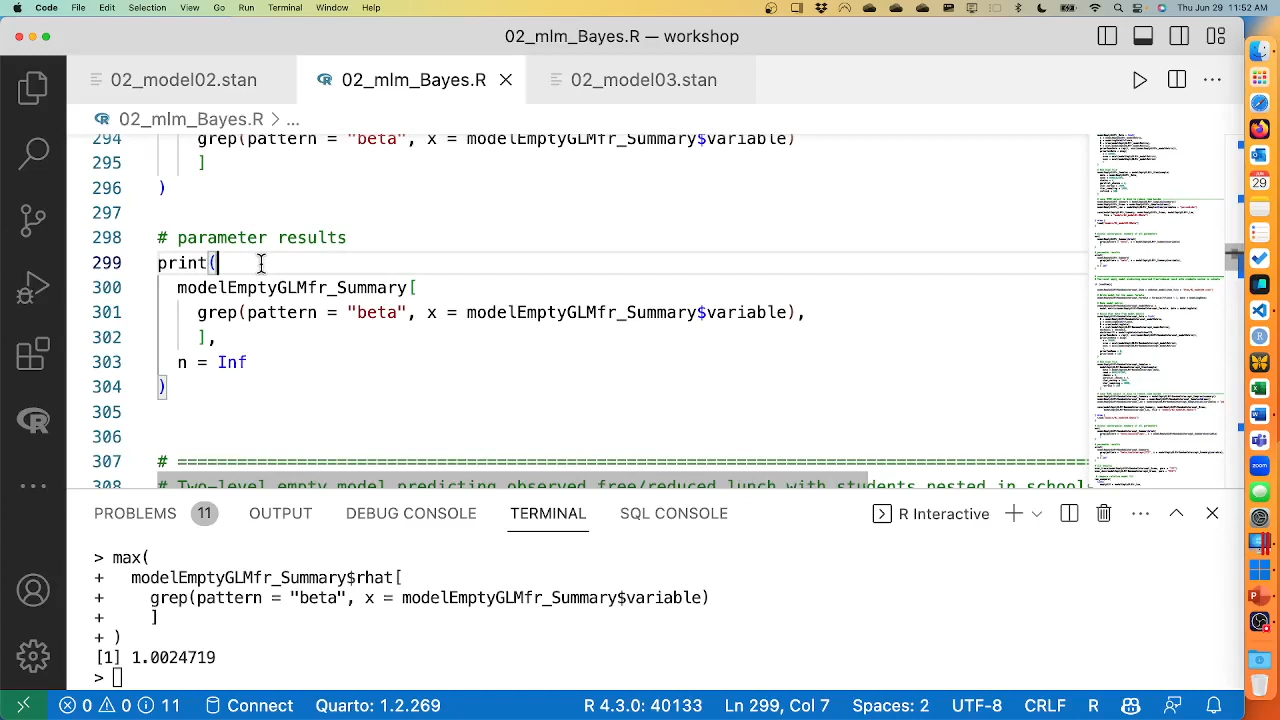 Code File Edit Selection View Go Run Terminal Window Help Thu Jun 29 11:52 AM
02_mlm_Bayes.R — workshop
02_model02.stan
02_mlm_Bayes.R
02_model03.stan
02_mlm_Bayes.R > ...
294 grep(pattern = "beta", x = modelEmptyGLMfr_Summary$variable)
295 ]
296 )
297
298 # parameter results
299 print(
300 modelEmptyGLMfr_Summary[
301 grep(pattern = "beta", x = modelEmptyGLMfr_Summary$variable),
302 ],
303 n = Inf
304 )
305
306
307 # ==========================================================================
308 # Two-level empty model predicting observed free/reduced lunch with students nested in school
PROBLEMS 11 OUTPUT DEBUG CONSOLE TERMINAL SQL CONSOLE R Interactive
> max(
+ modelEmptyGLMfr_Summary$rhat[
+ grep(pattern = "beta", x = modelEmptyGLMfr_Summary$variable)
+ ]
+ )
[1] 1.0024719
>
0 0 11 Connect Quarto: 1.2.269 R 4.3.0: 40133 Ln 299, Col 7 Spaces: 2 UTF-8 CRLF R
JUN
29
zoom